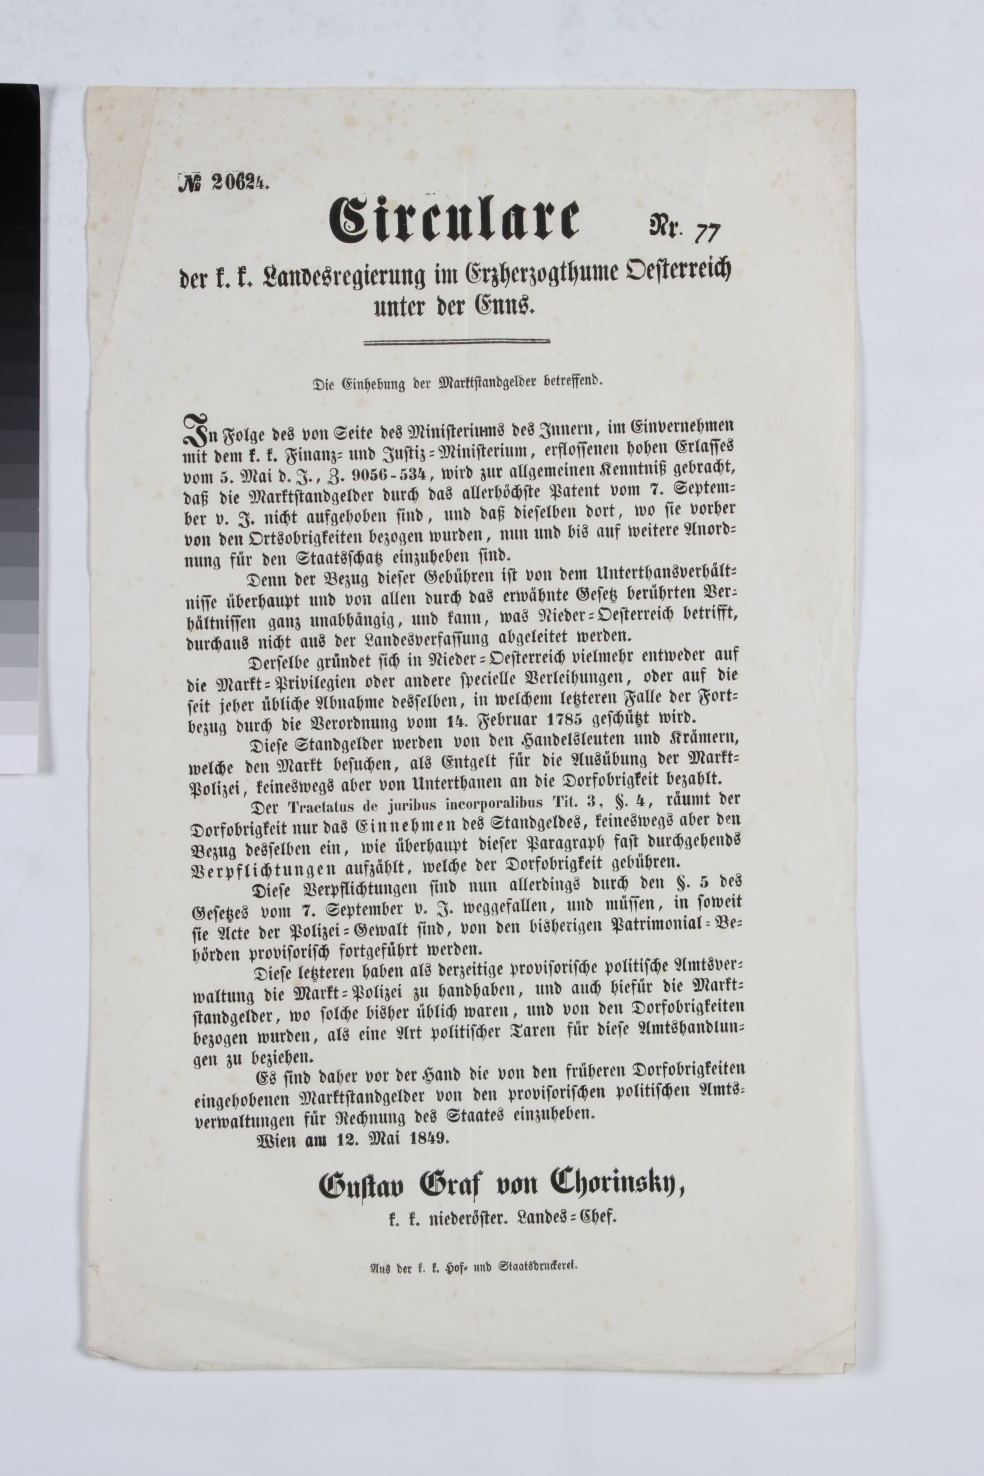 № 20624.
Circulare Nr. 77
der k. k. Landesregierung im Erzherzogthume Oesterreich
unter der Enns.
Die Einhebung der Marktstandgelder betreffend.
In Folge des von Seite des Ministeriums des Innern, im Einvernehmen
mit dem k. k. Finanz- und Justiz-Ministerium, erflossenen hohen Erlasses
vom 5. Mai d. J., Z. 9056-534, wird zur allgemeinen Kenntniß gebracht,
daß die Marktstandgelder durch das allerhöchste Patent vom 7. Septem-
ber v. J. nicht aufgehoben sind, und daß dieselben dort, wo sie vorher
von den Ortsobrigkeiten bezogen wurden, nun und bis auf weitere Anord-
nung für den Staatsschatz einzuheben sind.
Denn der Bezug dieser Gebühren ist von dem Unterthansverhält-
nisse überhaupt und von allen durch das erwähnte Gesetz berührten Ver-
hältnissen ganz unabhängig, und kann, was Nieder-Oesterreich betrifft,
durchaus nicht aus der Landesverfassung abgeleitet werden.
Derselbe gründet sich in Nieder-Oesterreich vielmehr entweder auf
die Markt-Privilegien oder andere specielle Verleihungen, oder auf die
seit jeher übliche Abnahme desselben, in welchem letzteren Falle der Fort-
bezug durch die Verordnung vom 14. Februar 1785 geschützt wird.
Diese Standgelder werden von den Handelsleuten und Krämern,
welche den Markt besuchen, als Entgelt für die Ausübung der Markt-
Polizei, keineswegs aber von Unterthanen an die Dorfobrigkeit bezahlt.
Der Tractatus de juribus incorporalibus Tit. 3, §. 4, räumt der
Dorfobrigkeit nur das Einnehmen des Standgeldes, keineswegs aber den
Bezug desselben ein, wie überhaupt dieser Paragraph fast durchgehends
Verpflichtungen aufzählt, welche der Dorfobrigkeit gebühren.
Diese Verpflichtungen sind nun allerdings durch den §. 5 des
Gesetzes vom 7. September v. J. weggefallen, und müssen, in soweit
sie Acte der Polizei-Gewalt sind, von den bisherigen Patrimonial-Be-
hörden provisorisch fortgeführt werden.
Diese letzteren haben als derzeitige provisorische politische Amtsver-
waltung die Markt-Polizei zu handhaben, und auch hiefür die Markt-
standgelder, wo solche bisher üblich waren, und von den Dorfobrigkeiten
bezogen wurden, als eine Art politischer Taxen für diese Amtshandlun-
gen zu beziehen.
Es sind daher vor der Hand die von den früheren Dorfobrigkeiten
eingehobenen Marktstandgelder von den provisorischen politischen Amts-
verwaltungen für Rechnung des Staates einzuheben.
Wien am 12. Mai 1849.
Gustav Graf von Chorinsky,
k. k. niederöster. Landes-Chef.
Aus der k. k. Hof- und Staatsdruckerei.